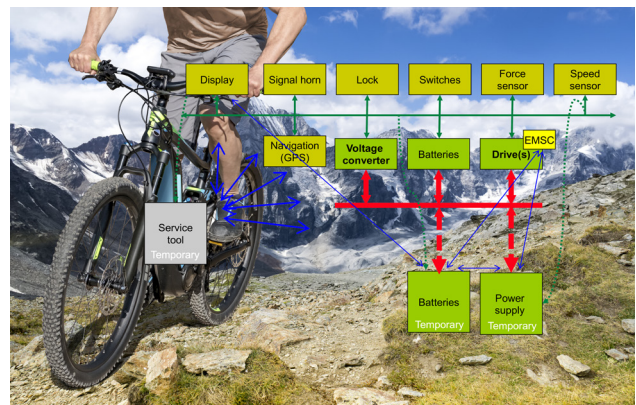 Display
Signal horn
Lock
Switches
Force
sensor
Speed
sensor
Navigation
(GPS)
Voltage
converter
Batteries
Drive(s)
EMSC
Service
tool
Temporary
Batteries
Temporary
Power
supply
Temporary